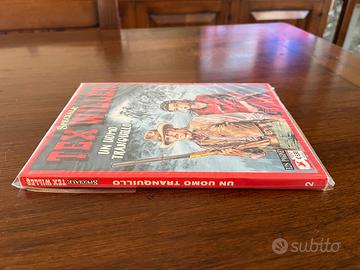 SPECIALE
TEX WILLER
UN UOMO
TRANQUILLO
SPECIALE TEX WILLER
UN UOMO TRANQUILLO
2
subito